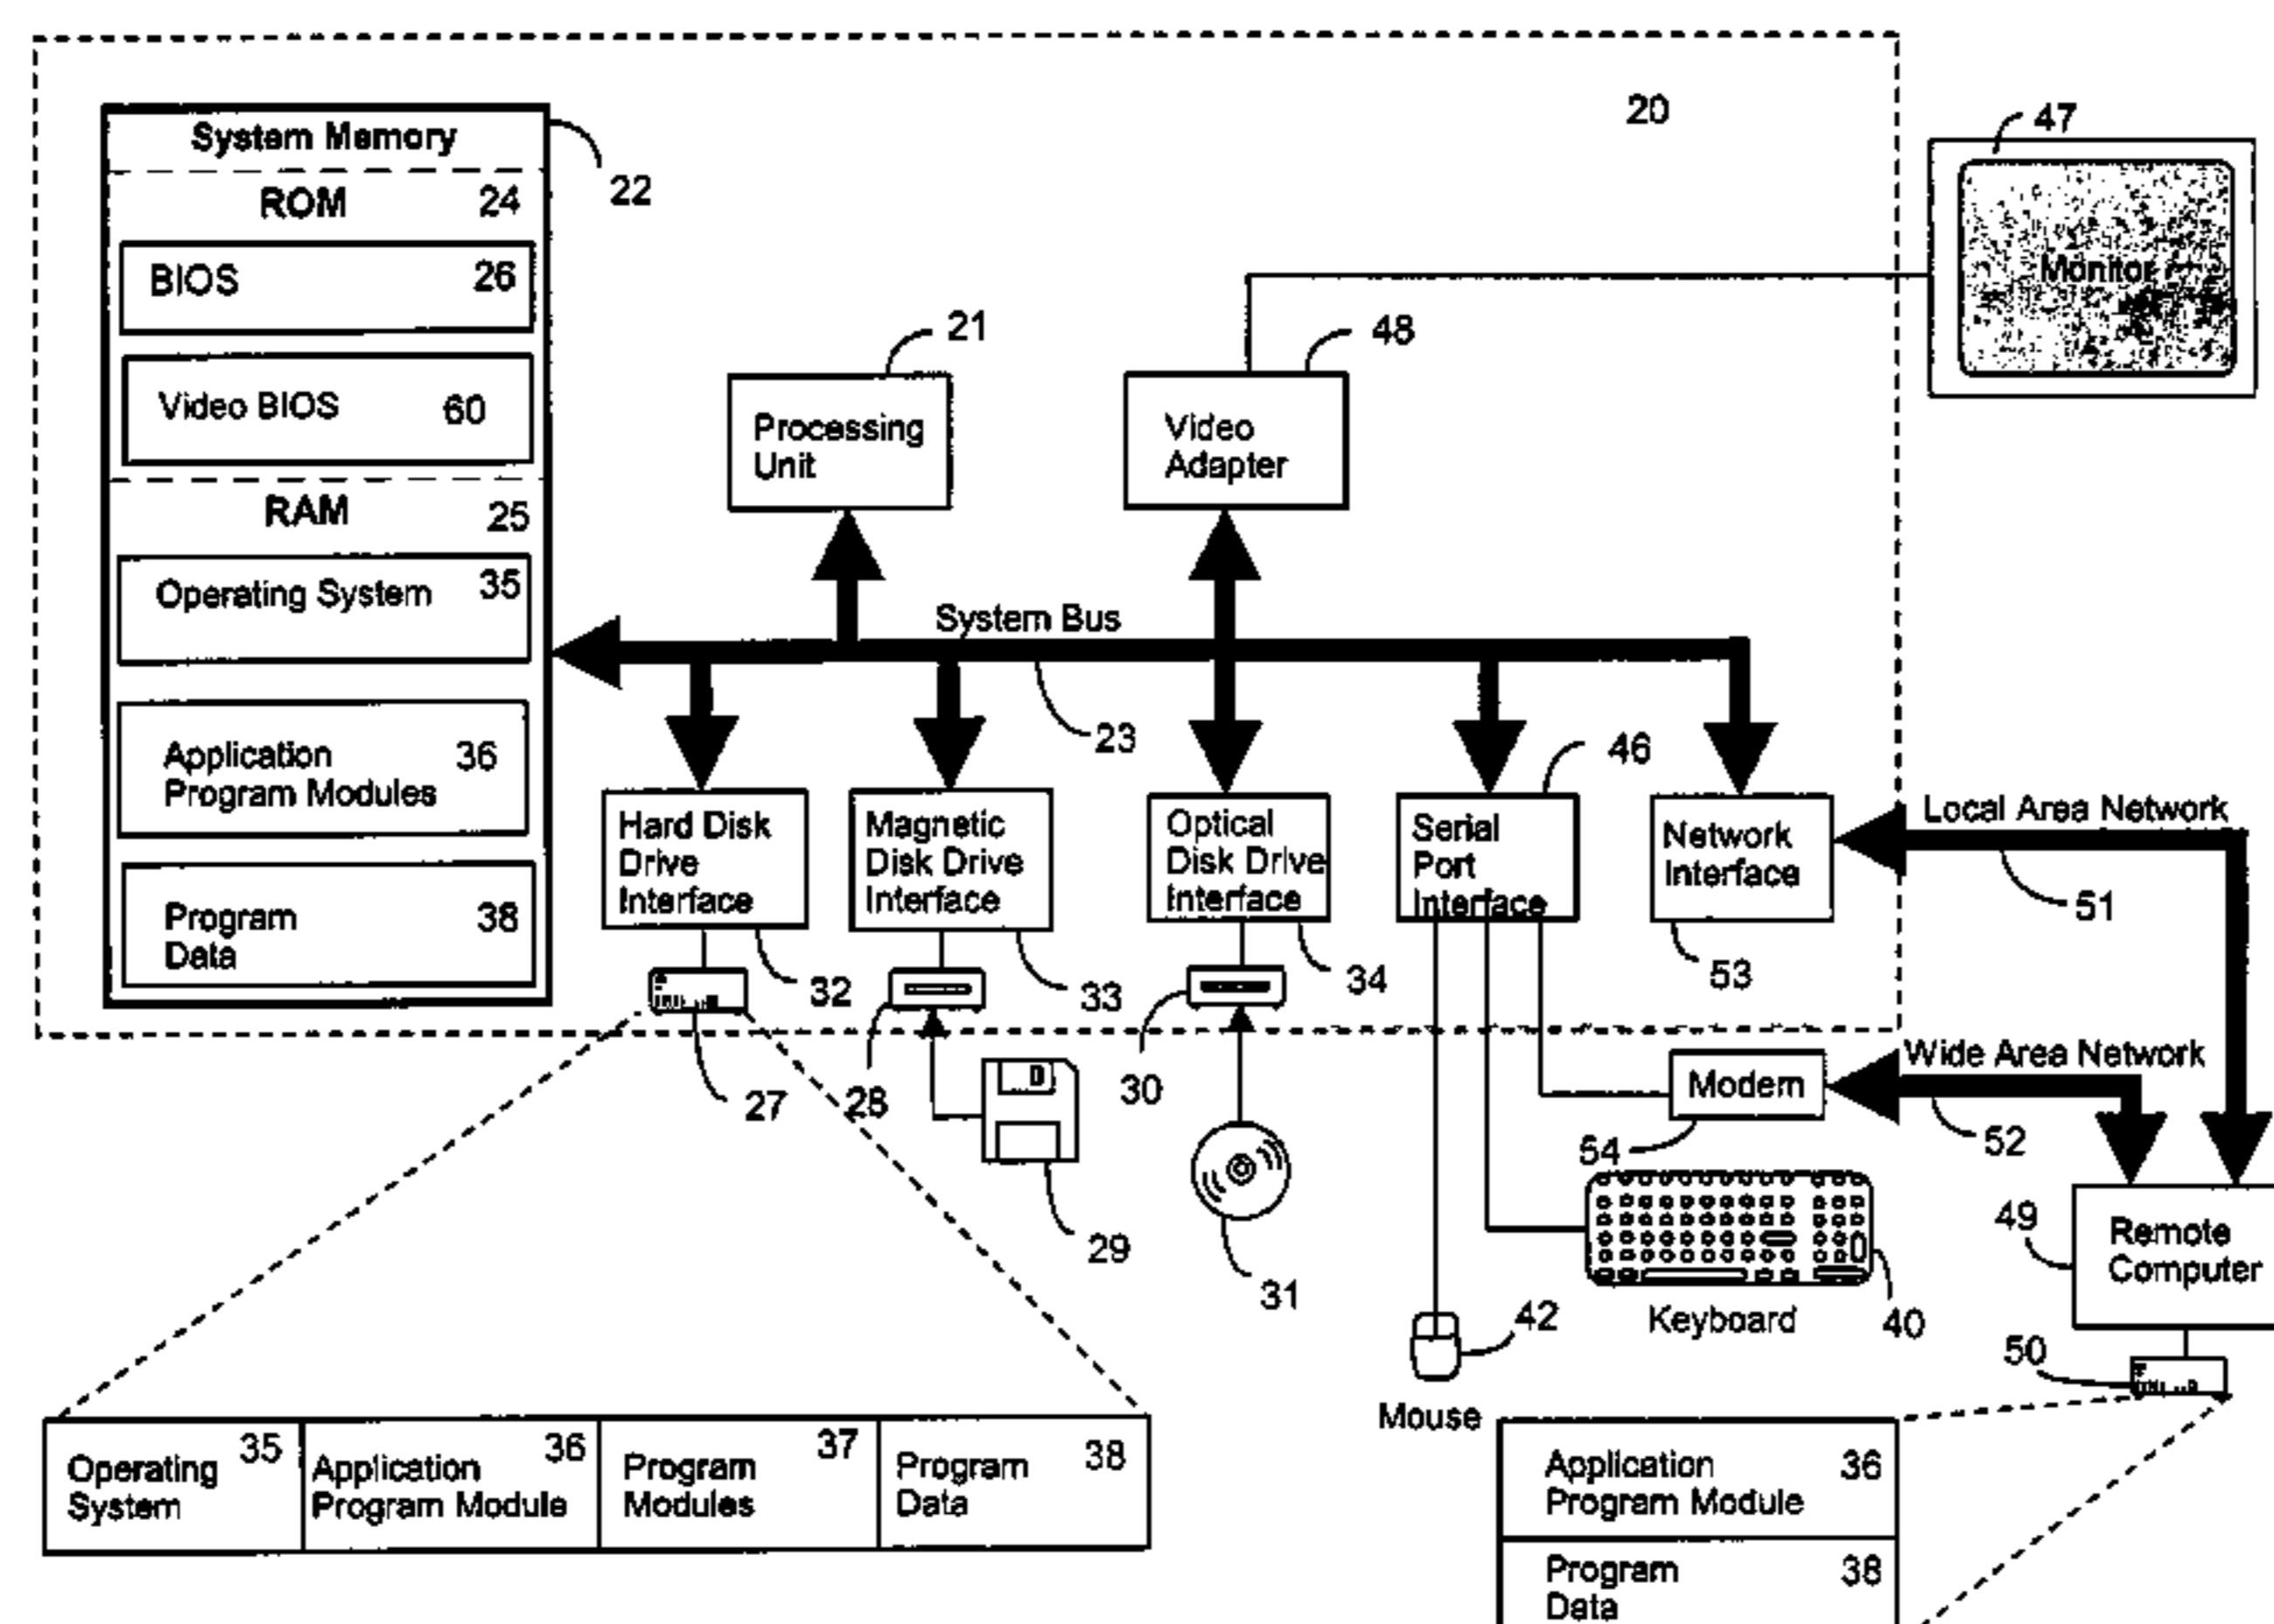 20
47
System Memory
22
ROM 24
BIOS 26
Video BIOS 60
RAM 25
Operating System 35
Application
Program Modules 36
Program
Data 38
21
Processing
Unit
48
Video
Adapter
Monitor
System Bus
23
Hard Disk
Drive
Interface
32
Magnetic
Disk Drive
Interface
33
Optical
Disk Drive
Interface
34
46
Serial
Port
Interface
Network
Interface
53
Local Area Network
51
27
28
29
30
31
Modem
54
Wide Area Network
52
Keyboard
40
42
Mouse
49
Remote
Computer
50
Operating
System 35
Application
Program Module 36
Program
Modules 37
Program
Data 38
Application
Program Module 36
Program
Data 38